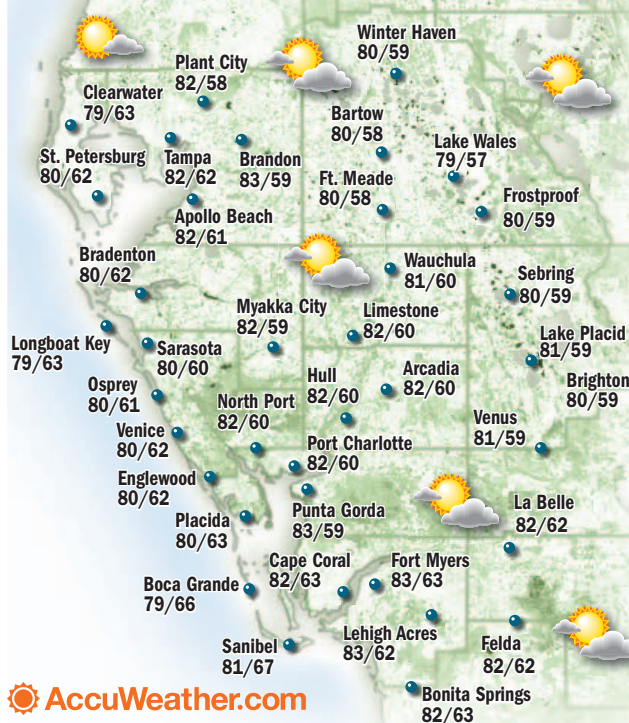 Winter Haven
80/59
Plant City
82/58
Clearwater
79/63
Bartow
80/58
Lake Wales
79/57
St. Petersburg
80/62
Tampa
82/62
Brandon
83/59
Ft. Meade
80/58
Frostproof
80/59
Apollo Beach
82/61
Bradenton
80/62
Wauchula
81/60
Sebring
80/59
Myakka City
82/59
Limestone
82/60
Longboat Key
79/63
Sarasota
80/60
Lake Placid
81/59
Osprey
80/61
Hull
82/60
Arcadia
82/60
Brighton
80/59
North Port
82/60
Venus
81/59
Venice
80/62
Port Charlotte
82/60
Englewood
80/62
Punta Gorda
83/59
La Belle
82/62
Placida
80/63
Cape Coral
82/63
Fort Myers
83/63
Boca Grande
79/66
Lehigh Acres
83/62
Felda
82/62
Sanibel
81/67
Bonita Springs
82/63
AccuWeather.com